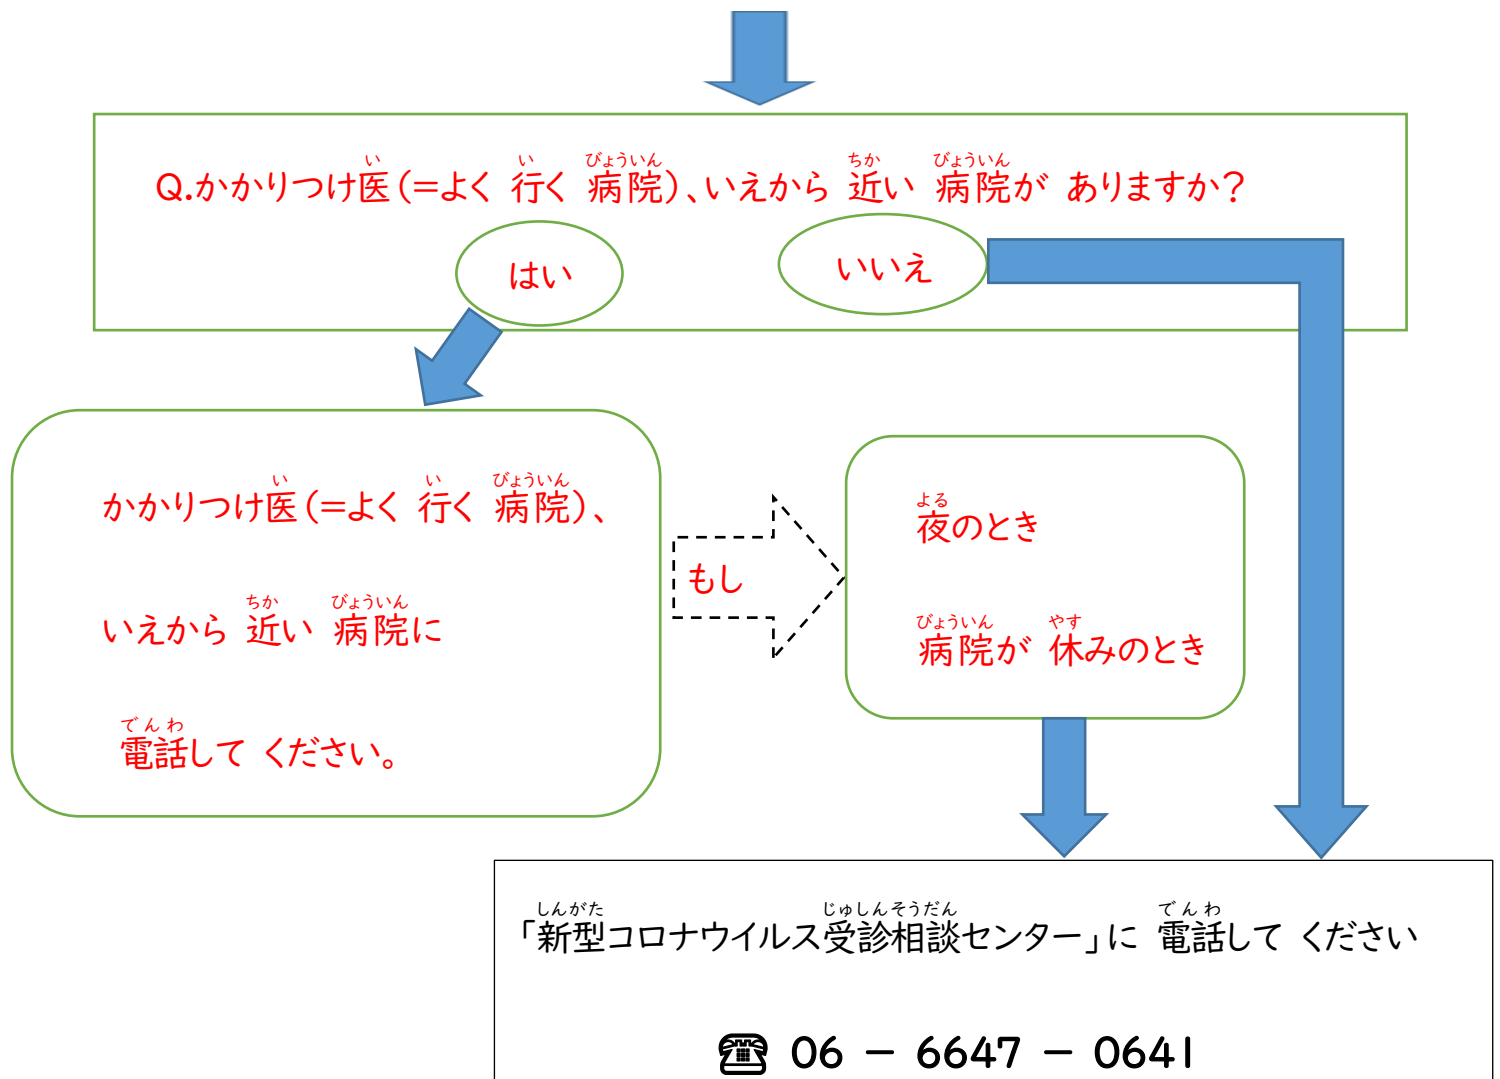 い い びょういん ちか びょういん
Q.かかりつけ医(=よく 行く 病院)、いえから 近い 病院が ありますか?
はい
いいえ
い い びょういん
かかりつけ医(=よく 行く 病院)、
ちか びょういん
いえから 近い 病院に
でんわ
電話して ください。
もし
よる
夜のとき
びょういん やす
病院が 休みのとき
しんがた じゅしんそうだん でんわ
「新型コロナウイルス受診相談センター」に 電話して ください
☎ 06 - 6647 - 0641